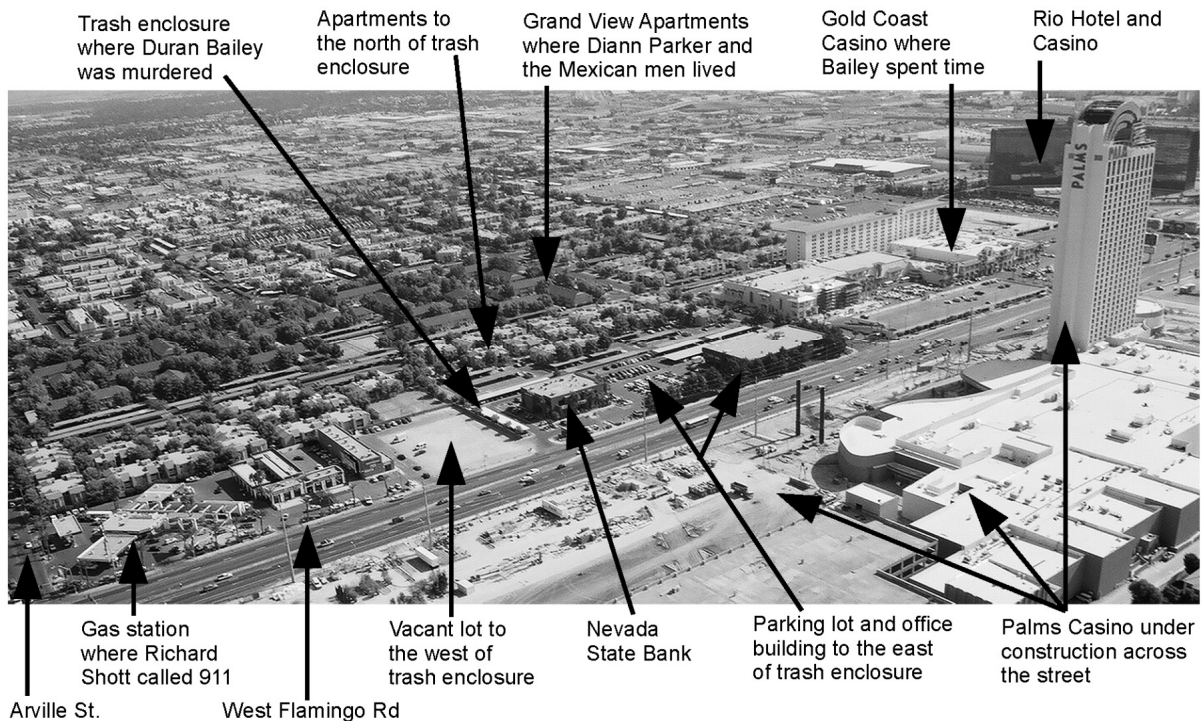 Trash enclosure
where Duran Bailey
was murdered
Apartments to
the north of trash
enclosure
Grand View Apartments
where Diann Parker and
the Mexican men lived
Gold Coast
Casino where
Bailey spent time
Rio Hotel and
Casino
PALMS
Gas station
where Richard
Shott called 911
Vacant lot to
the west of
trash enclosure
Nevada
State Bank
Parking lot and office
building to the east
of trash enclosure
Palms Casino under
construction across
the street
Arville St.
West Flamingo Rd